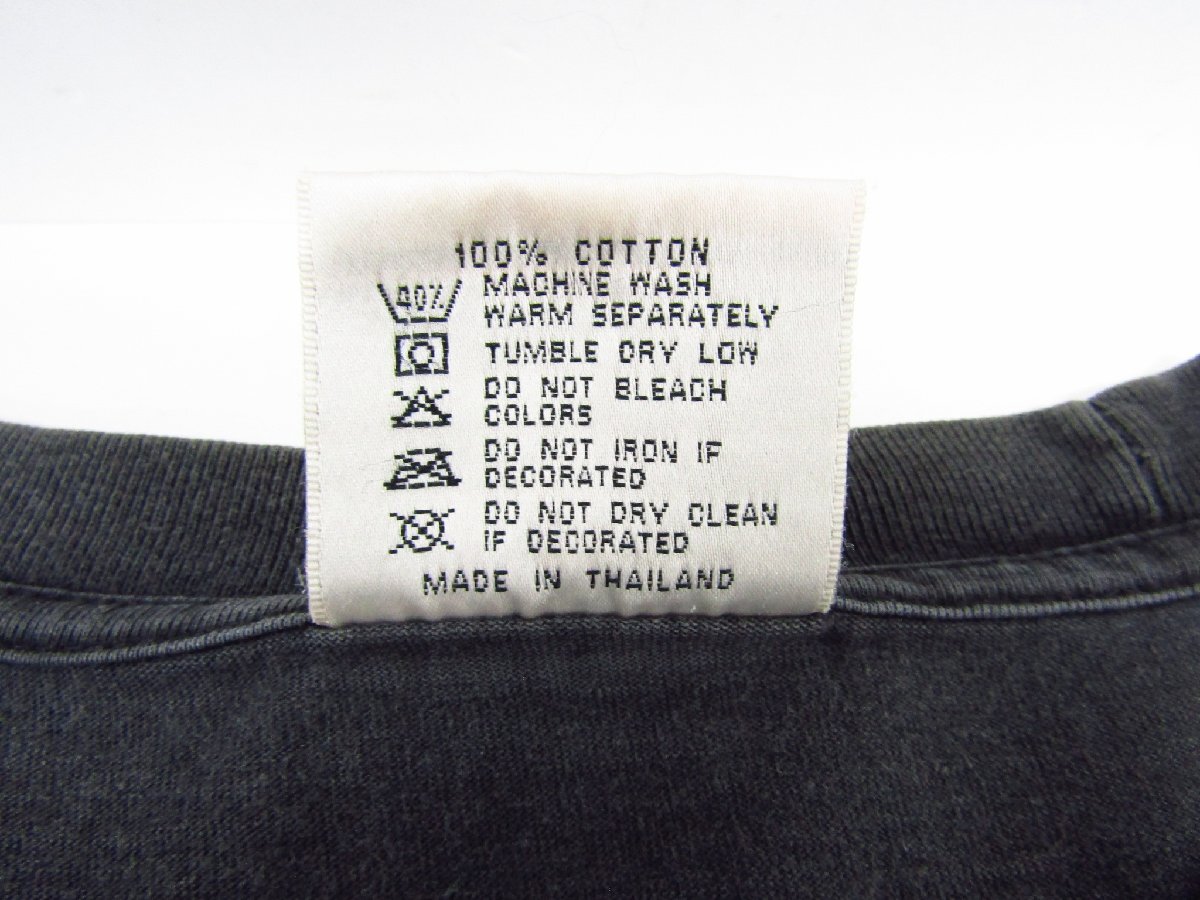 100% COTTON
MACHINE WASH
WARM SEPARATELY
TUMBLE DRY LOW
DO NOT BLEACH
COLORS
DO NOT IRON IF
DECORATED
DO NOT DRY CLEAN
IF DECORATED
MADE IN THAILAND